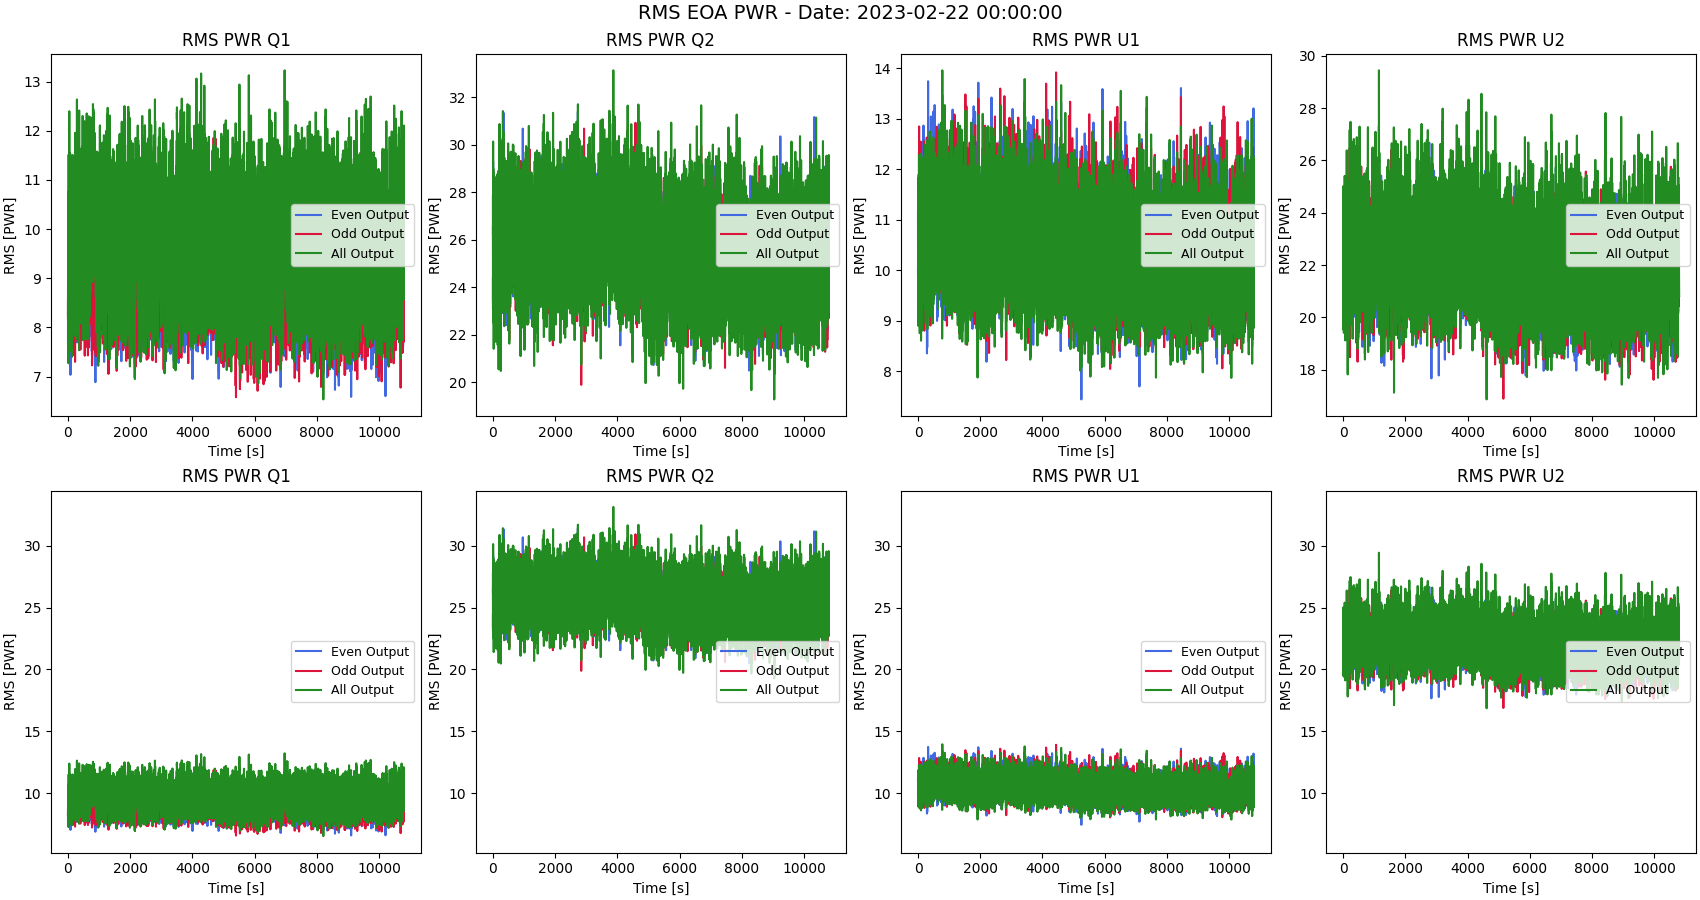 RMS EOA PWR - Date: 2023-02-22 00:00:00
RMS PWR Q1
RMS [PWR]
13
12
11
10
9
8
7
0 2000 4000 6000 8000 10000
Time [s]
Even Output
Odd Output
All Output
RMS PWR Q2
RMS [PWR]
32
30
28
26
24
22
20
0 2000 4000 6000 8000 10000
Time [s]
Even Output
Odd Output
All Output
RMS PWR U1
RMS [PWR]
14
13
12
11
10
9
8
0 2000 4000 6000 8000 10000
Time [s]
Even Output
Odd Output
All Output
RMS PWR U2
RMS [PWR]
30
28
26
24
22
20
18
0 2000 4000 6000 8000 10000
Time [s]
Even Output
Odd Output
All Output
RMS PWR Q1
RMS [PWR]
30
25
20
15
10
0 2000 4000 6000 8000 10000
Time [s]
Even Output
Odd Output
All Output
RMS PWR Q2
RMS [PWR]
30
25
20
15
10
0 2000 4000 6000 8000 10000
Time [s]
Even Output
Odd Output
All Output
RMS PWR U1
RMS [PWR]
30
25
20
15
10
0 2000 4000 6000 8000 10000
Time [s]
Even Output
Odd Output
All Output
RMS PWR U2
RMS [PWR]
30
25
20
15
10
0 2000 4000 6000 8000 10000
Time [s]
Even Output
Odd Output
All Output